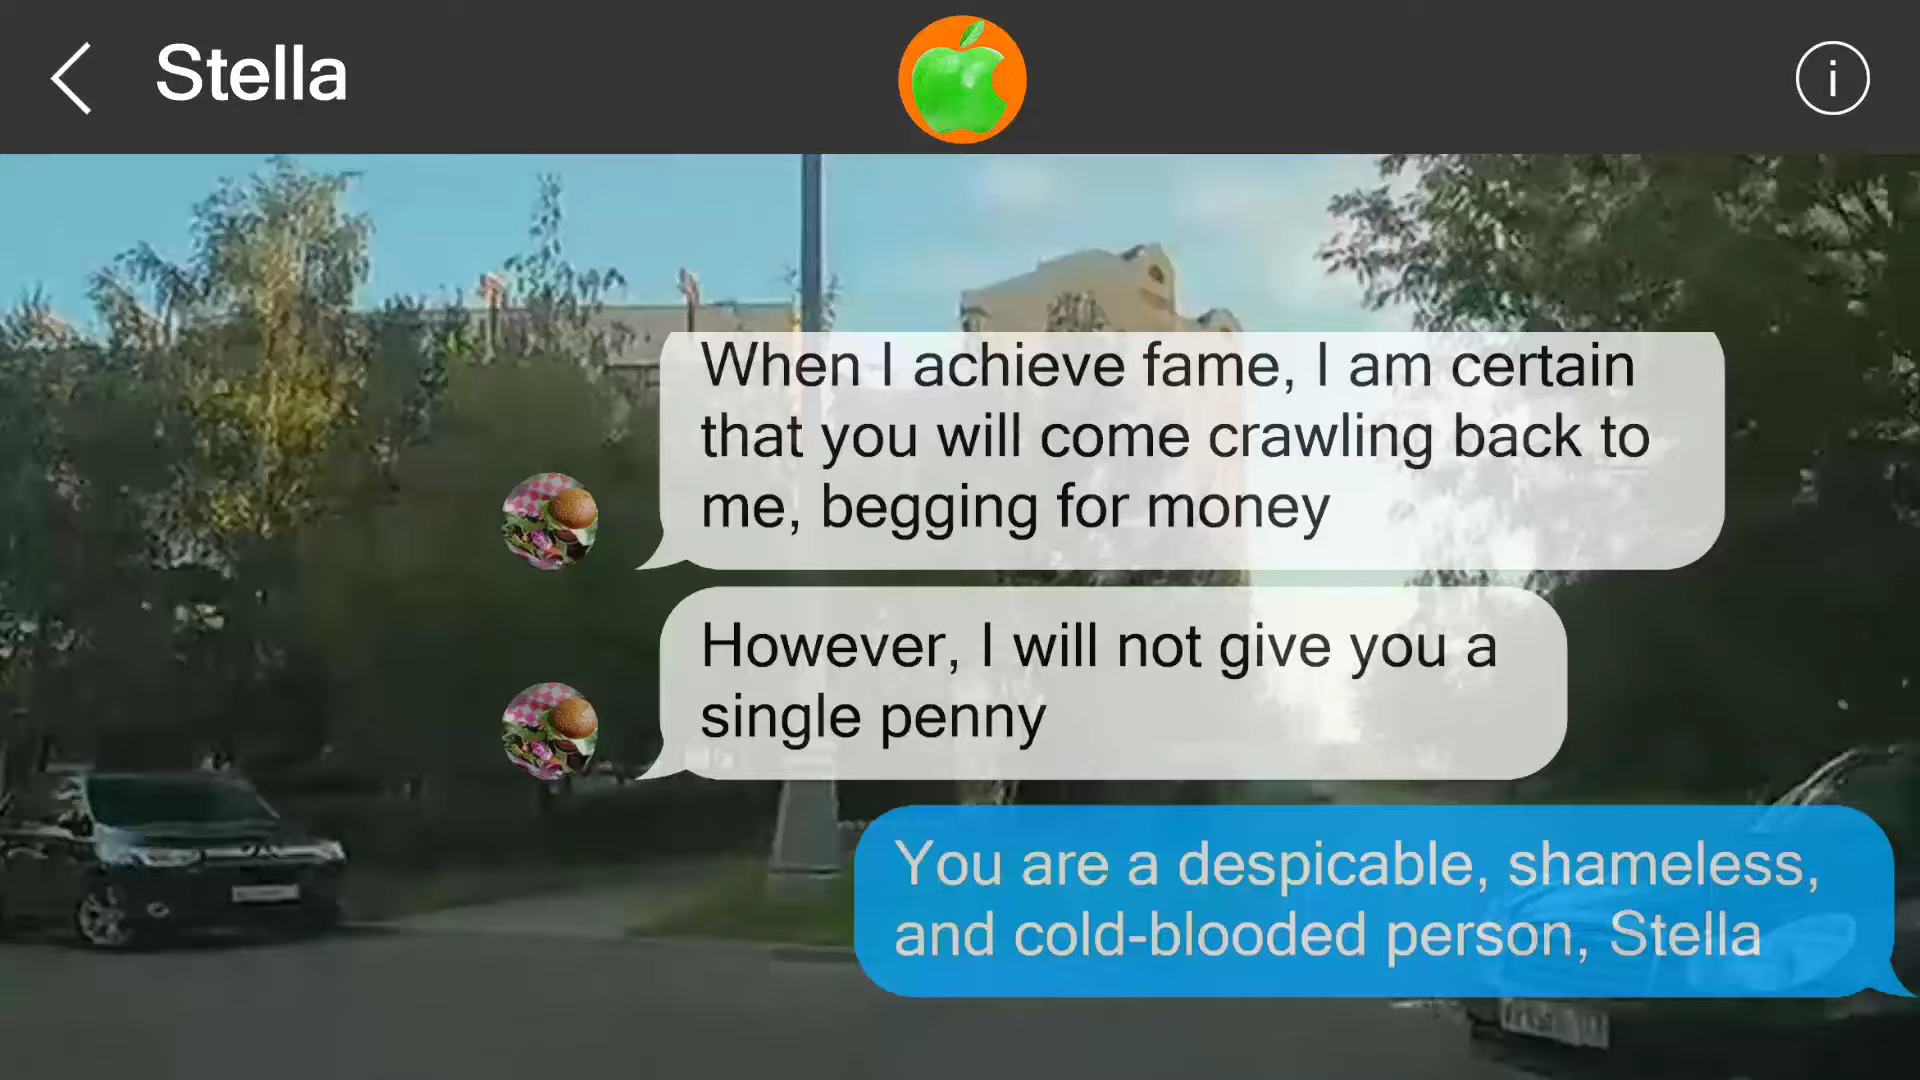 Stella
When I achieve fame, I am certain
that you will come crawling back to
me, begging for money
However, I will not give you a
single penny
You are a despicable, shameless,
and cold-blooded person, Stella